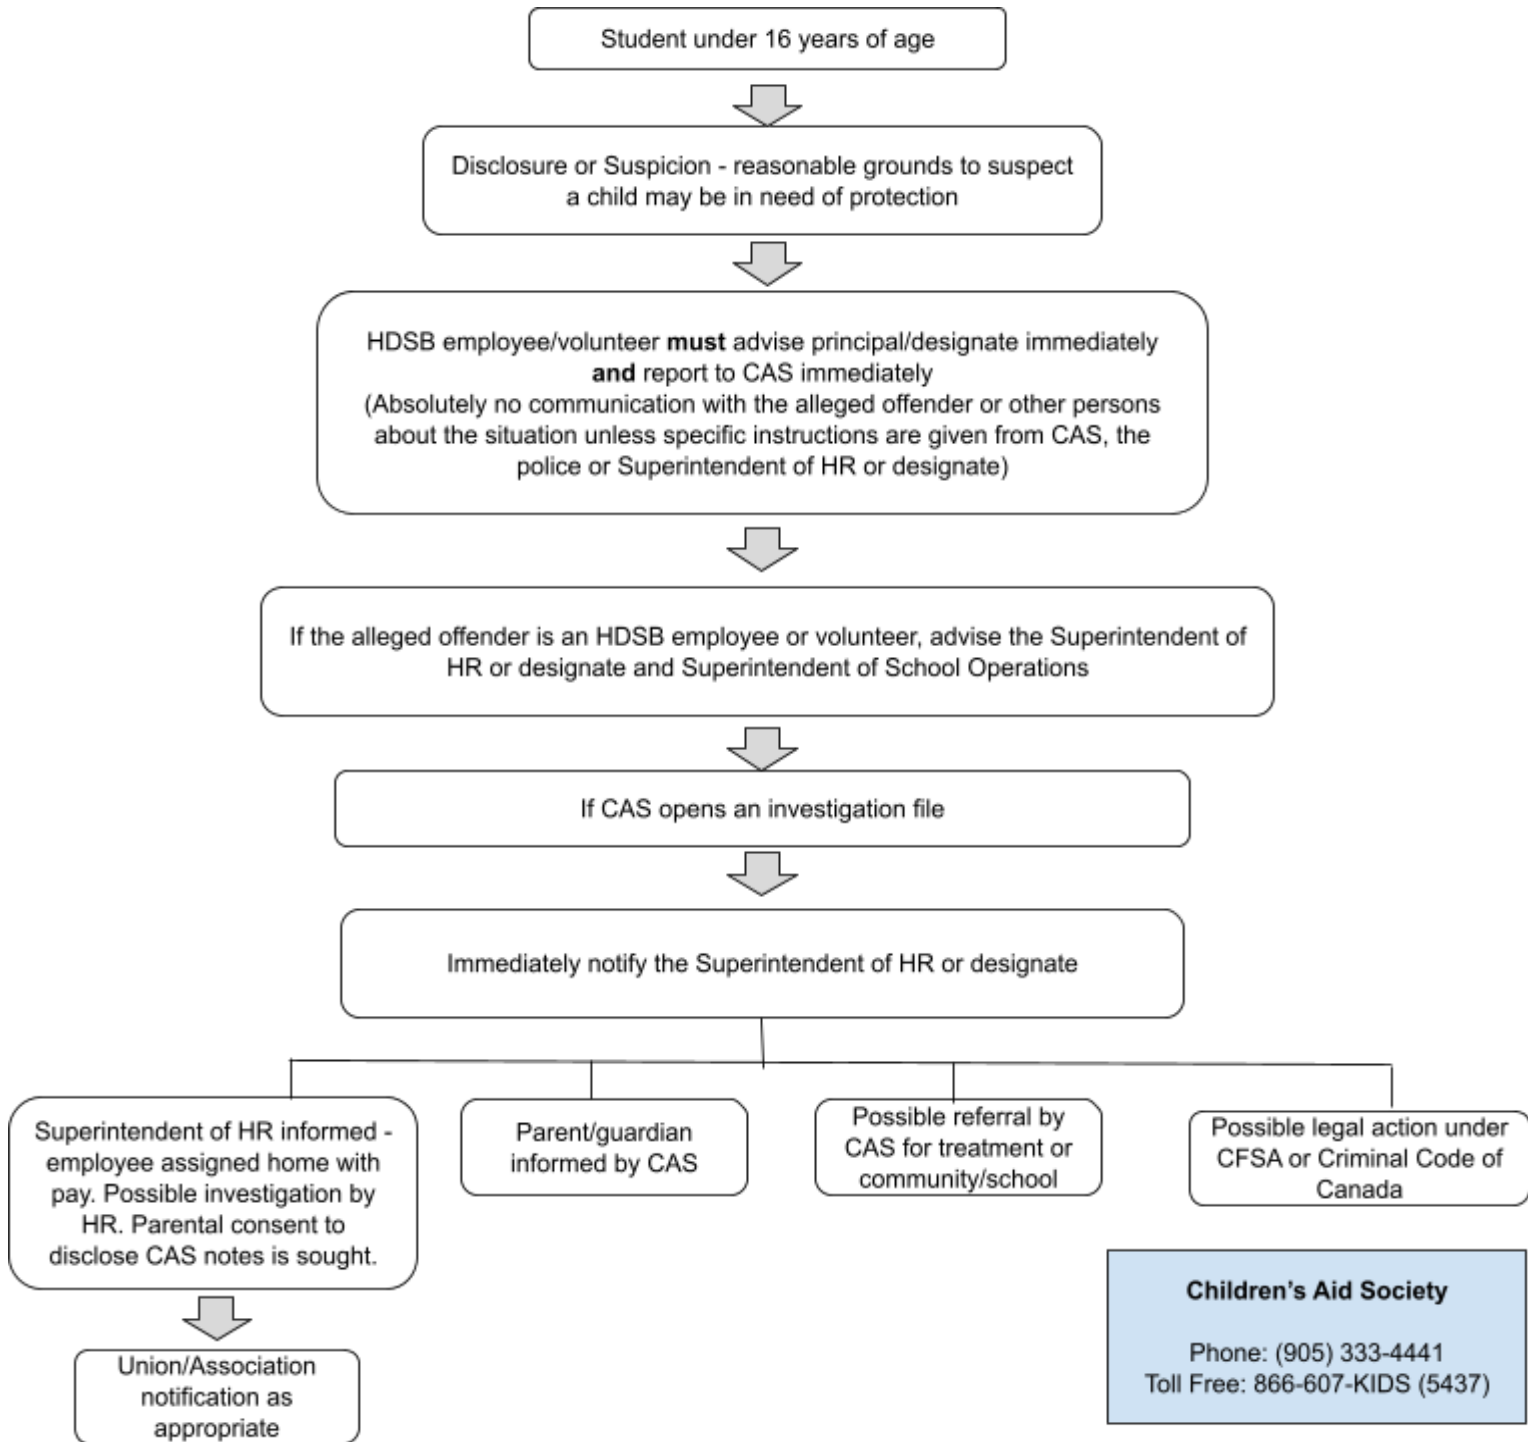 Student under 16 years of age
Disclosure or Suspicion - reasonable grounds to suspect
a child may be in need of protection
HDSB employee/volunteer must advise principal/designate immediately
and report to CAS immediately
(Absolutely no communication with the alleged offender or other persons
about the situation unless specific instructions are given from CAS, the
police or Superintendent of HR or designate)
If the alleged offender is an HDSB employee or volunteer, advise the Superintendent of
HR or designate and Superintendent of School Operations
If CAS opens an investigation file
Immediately notify the Superintendent of HR or designate
Superintendent of HR informed -
employee assigned home with
pay. Possible investigation by
HR. Parental consent to
disclose CAS notes is sought.
Parent/guardian
informed by CAS
Possible referral by
CAS for treatment or
community/school
Possible legal action under
CFSA or Criminal Code of
Canada
Union/Association
notification as
appropriate
Children's Aid Society
Phone: (905) 333-4441
Toll Free: 866-607-KIDS (5437)